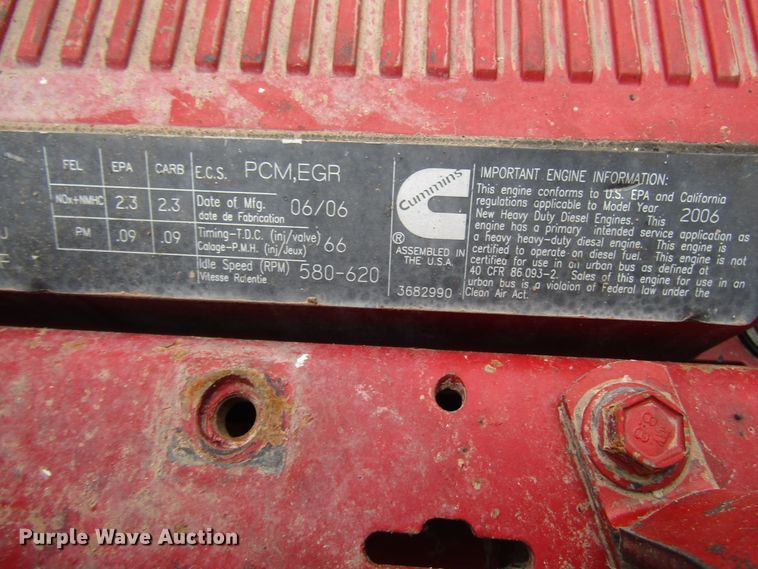 FEL EPA CARB
NOx+NMHC 2.3 2.3
PM .09 .09
E.C.S. PCM,EGR
Date of Mfg. 06/06
date de Fabrication
Timing-T.D.C. (inj/valve) 66
Calage-P.M.H. (inj/Jeux)
Idle Speed (RPM) 580-620
Vitesse Ralentie
Cummins
®
ASSEMBLED IN
THE U.S.A.
3682990
IMPORTANT ENGINE INFORMATION:
This engine conforms to U.S. EPA and California
regulations applicable to Model Year 2006
New Heavy Duty Diesel Engines. This
engine has a primary intended service application as
a heavy heavy-duty diesel engine. This engine is not
certified to operate on diesel fuel. This engine is
certified for use in an urban bus as defined at
40 CFR 86.093-2. Sales of this engine for use in an
urban bus is a violaion of Federal law under the
Clean Air Act.
Purple Wave Auction